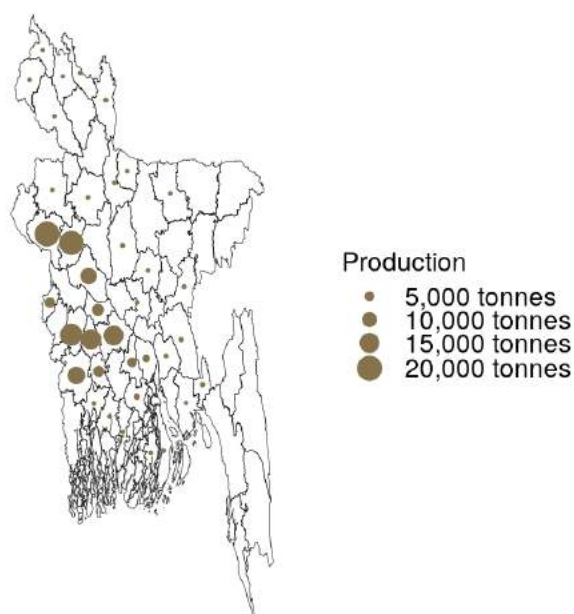 Production
5,000 tonnes
10,000 tonnes
15,000 tonnes
20,000 tonnes